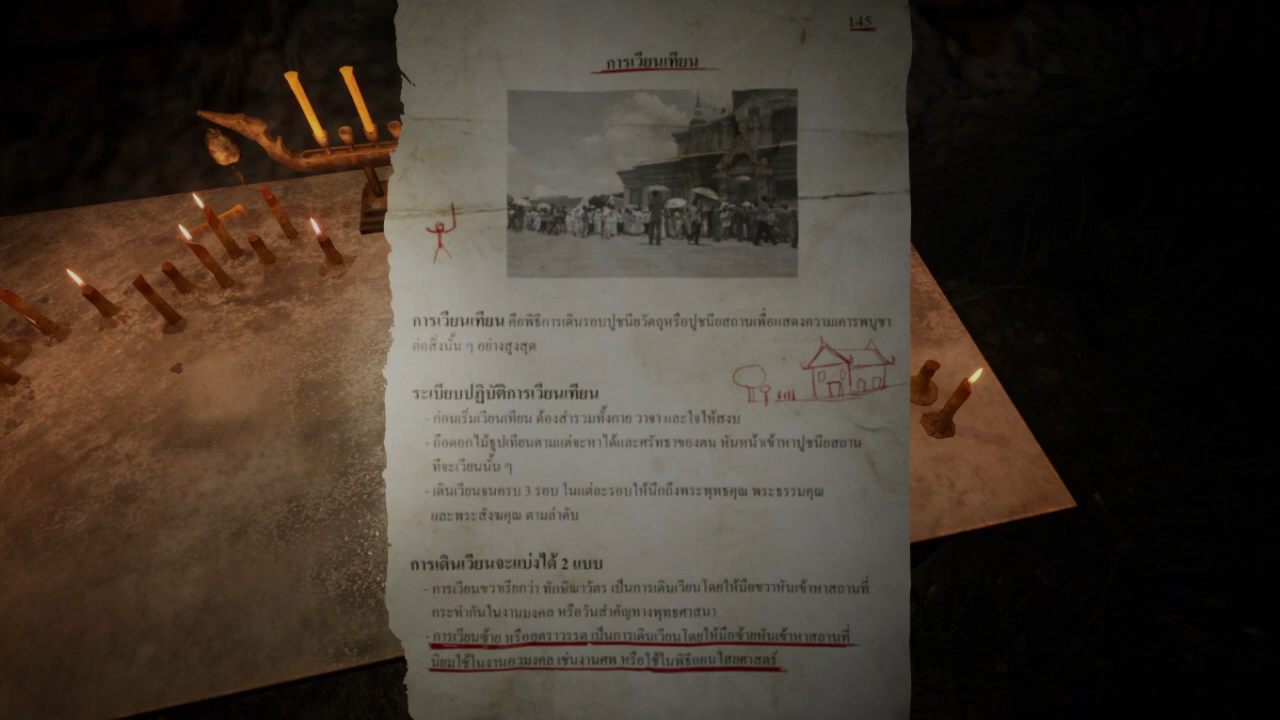 145
การเวียนเทียน
การเวียนเทียน คือพิธีการเดินรอบปูชนียวัตถุหรือปูชนียสถานเพื่อแสดงความเคารพบูชา
ต่อสิ่งนั้น ๆ อย่างสูงสุด
ระเบียบปฏิบัติการเวียนเทียน
- ก่อนเริ่มเวียนเทียน ต้องสำรวมทั้งกาย วาจา และใจให้สงบ
- ถือดอกไม้ธูปเทียนตามแต่จะหาได้และศรัทธาของตน หันหน้าเข้าหาปูชนียสถาน
ที่จะเวียนนั้น ๆ
- เดินเวียนจนครบ 3 รอบ ในแต่ละรอบให้นึกถึงพระพุทธคุณ พระธรรมคุณ
และพระสังฆคุณ ตามลำดับ
การเดินเวียนจะแบ่งได้ 2 แบบ
- การเวียนขวาเรียกว่า ทักษิณาวัตร เป็นการเดินเวียนโดยให้มือขวาหันเข้าหาสถานที่
กระทำกันในงานมงคล หรือวันสำคัญทางพุทธศาสนา
- การเวียนซ้าย หรืออุตราวรรต เป็นการเดินเวียนโดยให้มือซ้ายหันเข้าหาสถานที่
นิยมใช้ในงานอวมงคล เช่นงานศพ หรือใช้ในพิธีถอนไสยศาสตร์